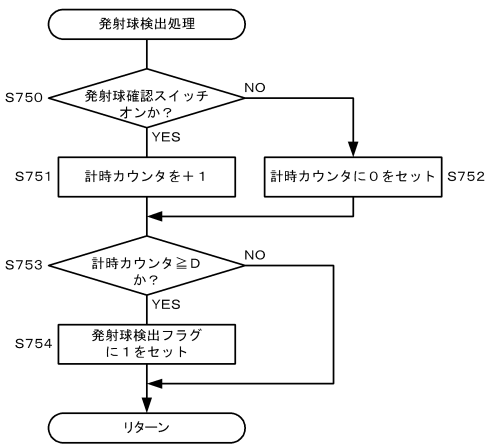 発射球検出処理
S750
発射球確認スイッチ
オンか？
NO
YES
S751
計時カウンタを＋１
計時カウンタに０をセット
S752
S753
計時カウンタ≧D
か？
NO
YES
S754
発射球検出フラグ
に１をセット
リターン